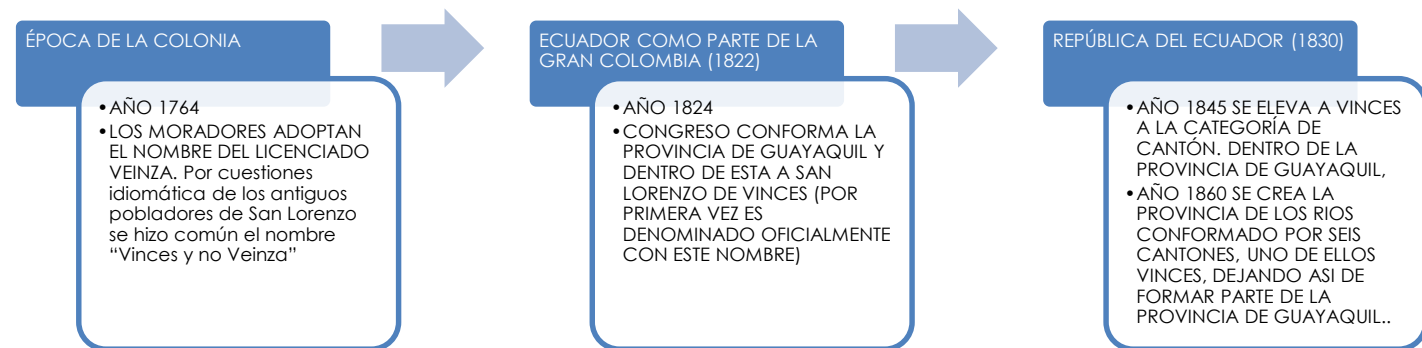 ÉPOCA DE LA COLONIA
•AÑO 1764
•LOS MORADORES ADOPTAN
EL NOMBRE DEL LICENCIADO
VEINZA. Por cuestiones
idiomática de los antiguos
pobladores de San Lorenzo
se hizo común el nombre
“Vinces y no Veinza”
ECUADOR COMO PARTE DE LA
GRAN COLOMBIA (1822)
•AÑO 1824
•CONGRESO CONFORMA LA
PROVINCIA DE GUAYAQUIL Y
DENTRO DE ESTA A SAN
LORENZO DE VINCES (POR
PRIMERA VEZ ES
DENOMINADO OFICIALMENTE
CON ESTE NOMBRE)
REPÚBLICA DEL ECUADOR (1830)
•AÑO 1845 SE ELEVA A VINCES
A LA CATEGORÍA DE
CANTÓN. DENTRO DE LA
PROVINCIA DE GUAYAQUIL,
•AÑO 1860 SE CREA LA
PROVINCIA DE LOS RIOS
CONFORMADO POR SEIS
CANTONES, UNO DE ELLOS
VINCES, DEJANDO ASI DE
FORMAR PARTE DE LA
PROVINCIA DE GUAYAQUIL..